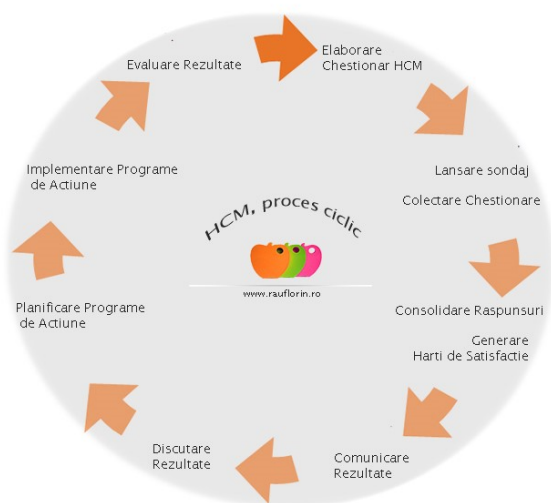 Elaborare
Chestionar HCM
Lansare sondaj
Colectare Chestionare
Consolidare Raspunsuri
Generare
Harti de Satisfactie
Comunicare
Rezultate
Discutare
Rezultate
Planificare Programe
de Actiune
Implementare Programe
de Actiune
Evaluare Rezultate
HCM, proces ciclic
www.rauflorin.ro